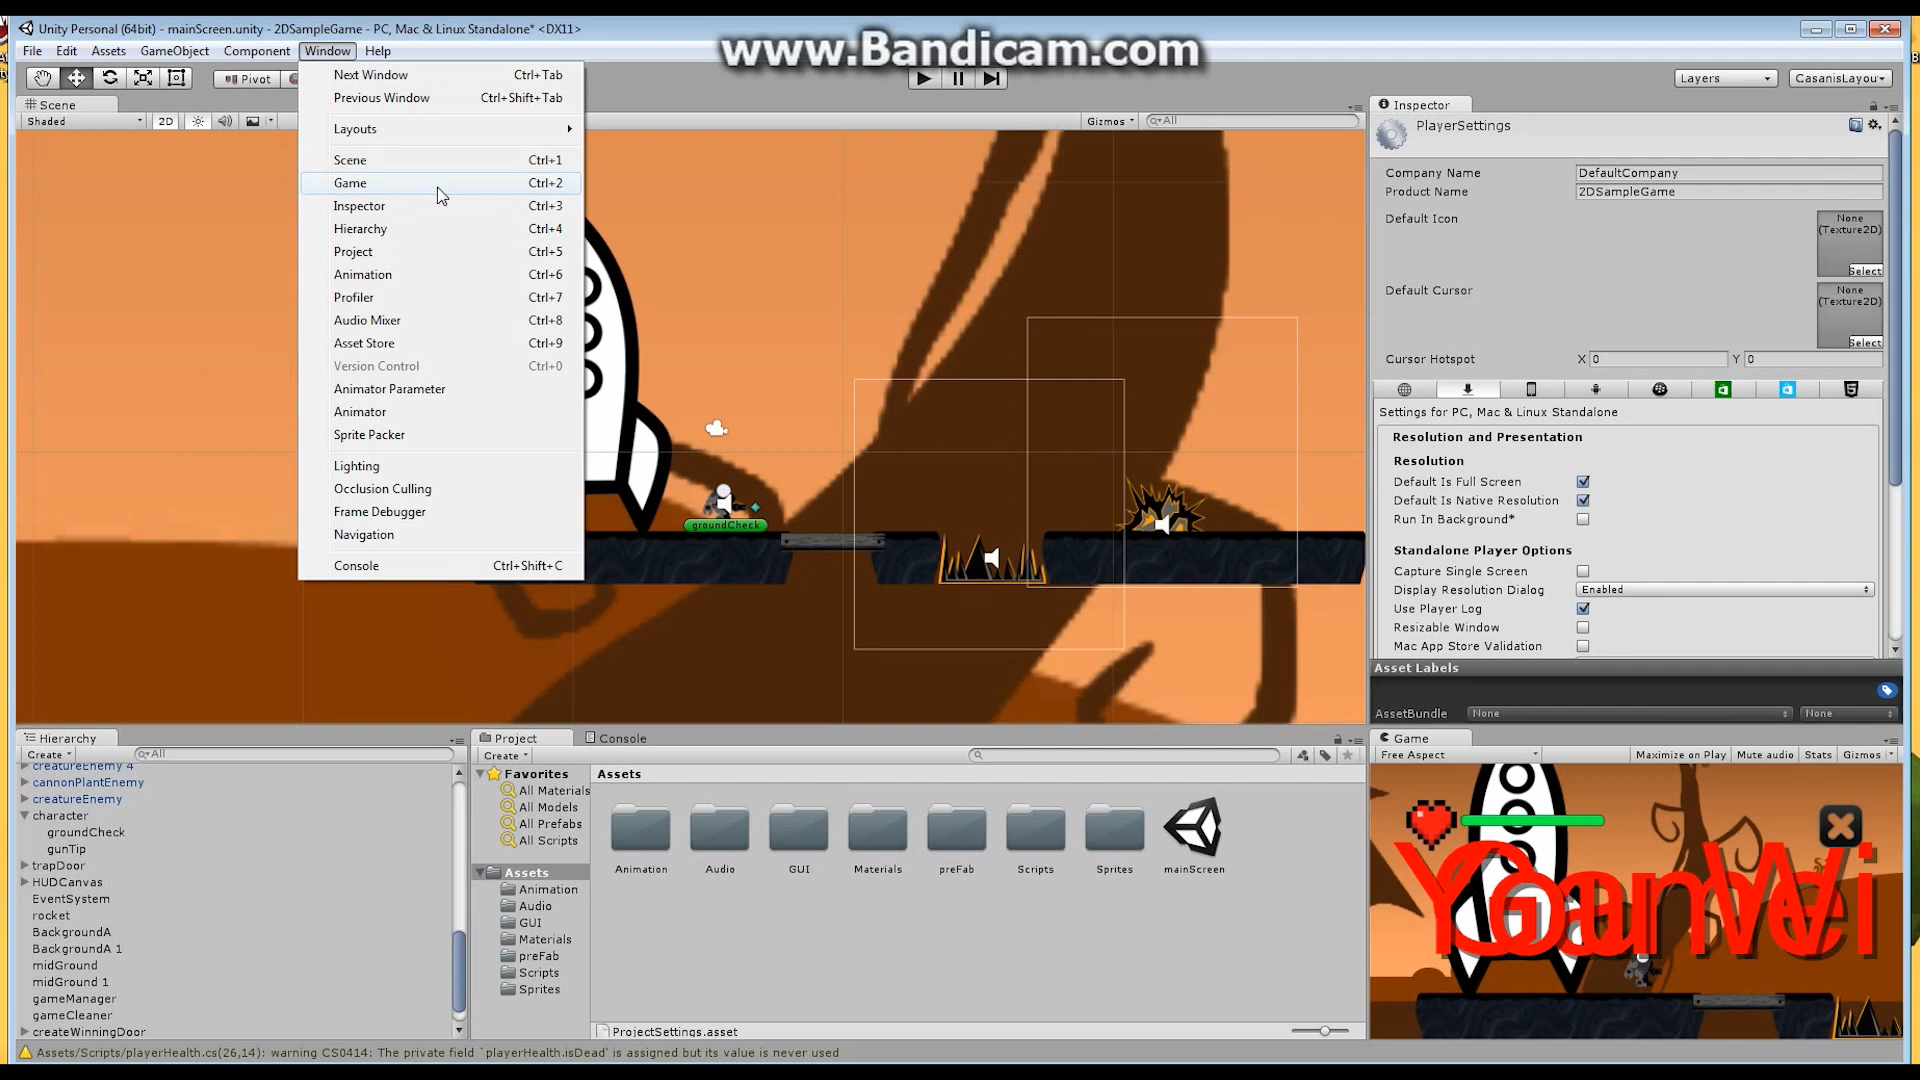 Unity Personal (64bit) - mainScreen.unity - 2DSampleGame - PC, Mac & Linux Standalone* <DX11>
www.Bandicam.com
File Edit Assets GameObject Component Window Help
Pivot
Layers
CasanisLayou
Next Window Ctrl+Tab
Previous Window Ctrl+Shift+Tab
Layouts
Scene Ctrl+1
Game Ctrl+2
Inspector Ctrl+3
Hierarchy Ctrl+4
Project Ctrl+5
Animation Ctrl+6
Profiler Ctrl+7
Audio Mixer Ctrl+8
Asset Store Ctrl+9
Version Control Ctrl+0
Animator Parameter
Animator
Sprite Packer
Lighting
Occlusion Culling
Frame Debugger
Navigation
Console Ctrl+Shift+C
Scene
Shaded 2D
Gizmos All
groundCheck
Inspector
PlayerSettings
Company Name DefaultCompany
Product Name 2DSampleGame
Default Icon
None
(Texture2D)
Select
Default Cursor
None
(Texture2D)
Select
Cursor Hotspot X 0 Y 0
Settings for PC, Mac & Linux Standalone
Resolution and Presentation
Resolution
Default Is Full Screen
Default Is Native Resolution
Run In Background*
Standalone Player Options
Capture Single Screen
Display Resolution Dialog Enabled
Use Player Log
Resizable Window
Mac App Store Validation
Asset Labels
AssetBundle None None
Hierarchy
Create All
creatureEnemy 4
cannonPlantEnemy
creatureEnemy
character
groundCheck
gunTip
trapDoor
HUDCanvas
EventSystem
rocket
BackgroundA
BackgroundA 1
midGround
midGround 1
gameManager
gameCleaner
createWinningDoor
Project Console
Create
Favorites
All Materials
All Models
All Prefabs
All Scripts
Assets
Animation
Audio
GUI
Materials
preFab
Scripts
Sprites
Assets
Animation Audio GUI Materials preFab Scripts Sprites mainScreen
ProjectSettings.asset
Game
Free Aspect Maximize on Play Mute audio Stats Gizmos
Assets/Scripts/playerHealth.cs(26,14): warning CS0414: The private field `playerHealth.isDead' is assigned but its value is never used